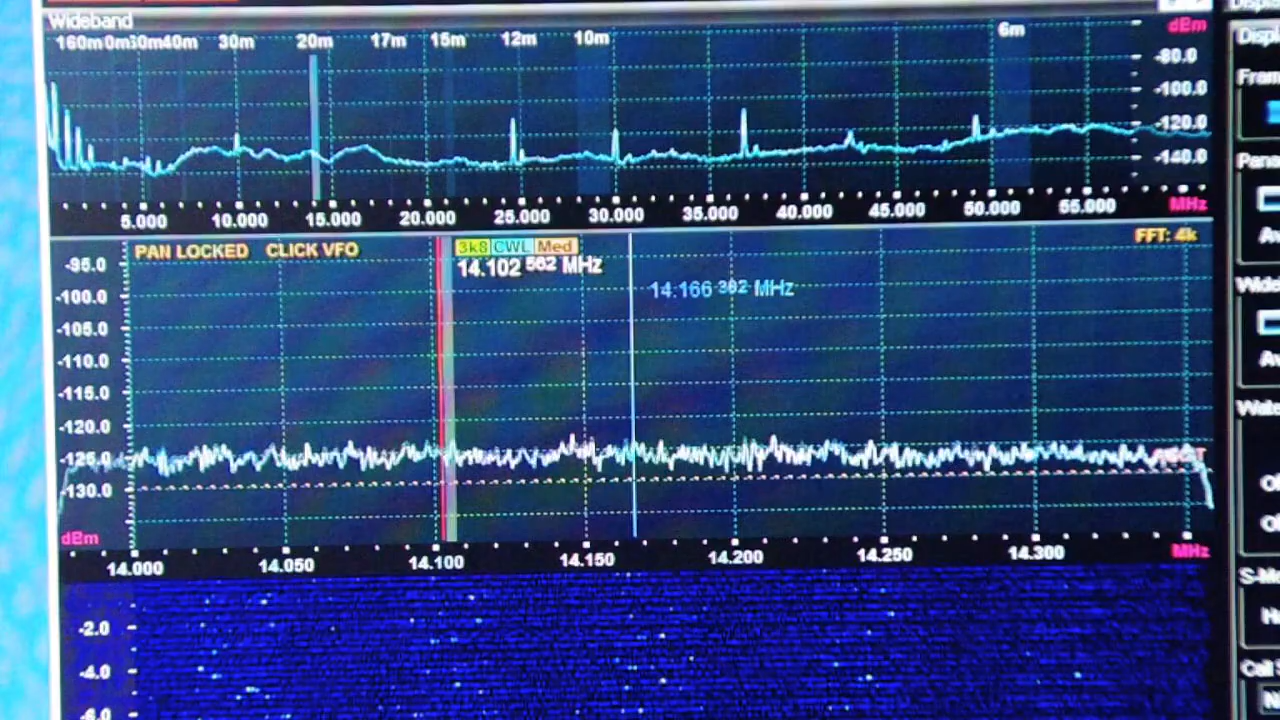 Wideband
160m 30m 20m 17m 15m 12m 10m 6m dBm
-80.0
-100.0
-120.0
-140.0
5.000 10.000 15.000 20.000 25.000 30.000 35.000 40.000 45.000 50.000 55.000 MHz
PAN LOCKED CLICK VFO 3k8 CWL Med FFT: 4k
14.102 562 MHz
14.166 362 MHz
-95.0
-100.0
-105.0
-110.0
-115.0
-120.0
-125.0
-130.0
dBm
14.000 14.050 14.100 14.150 14.200 14.250 14.300 MHz
-2.0
-4.0
-6.0